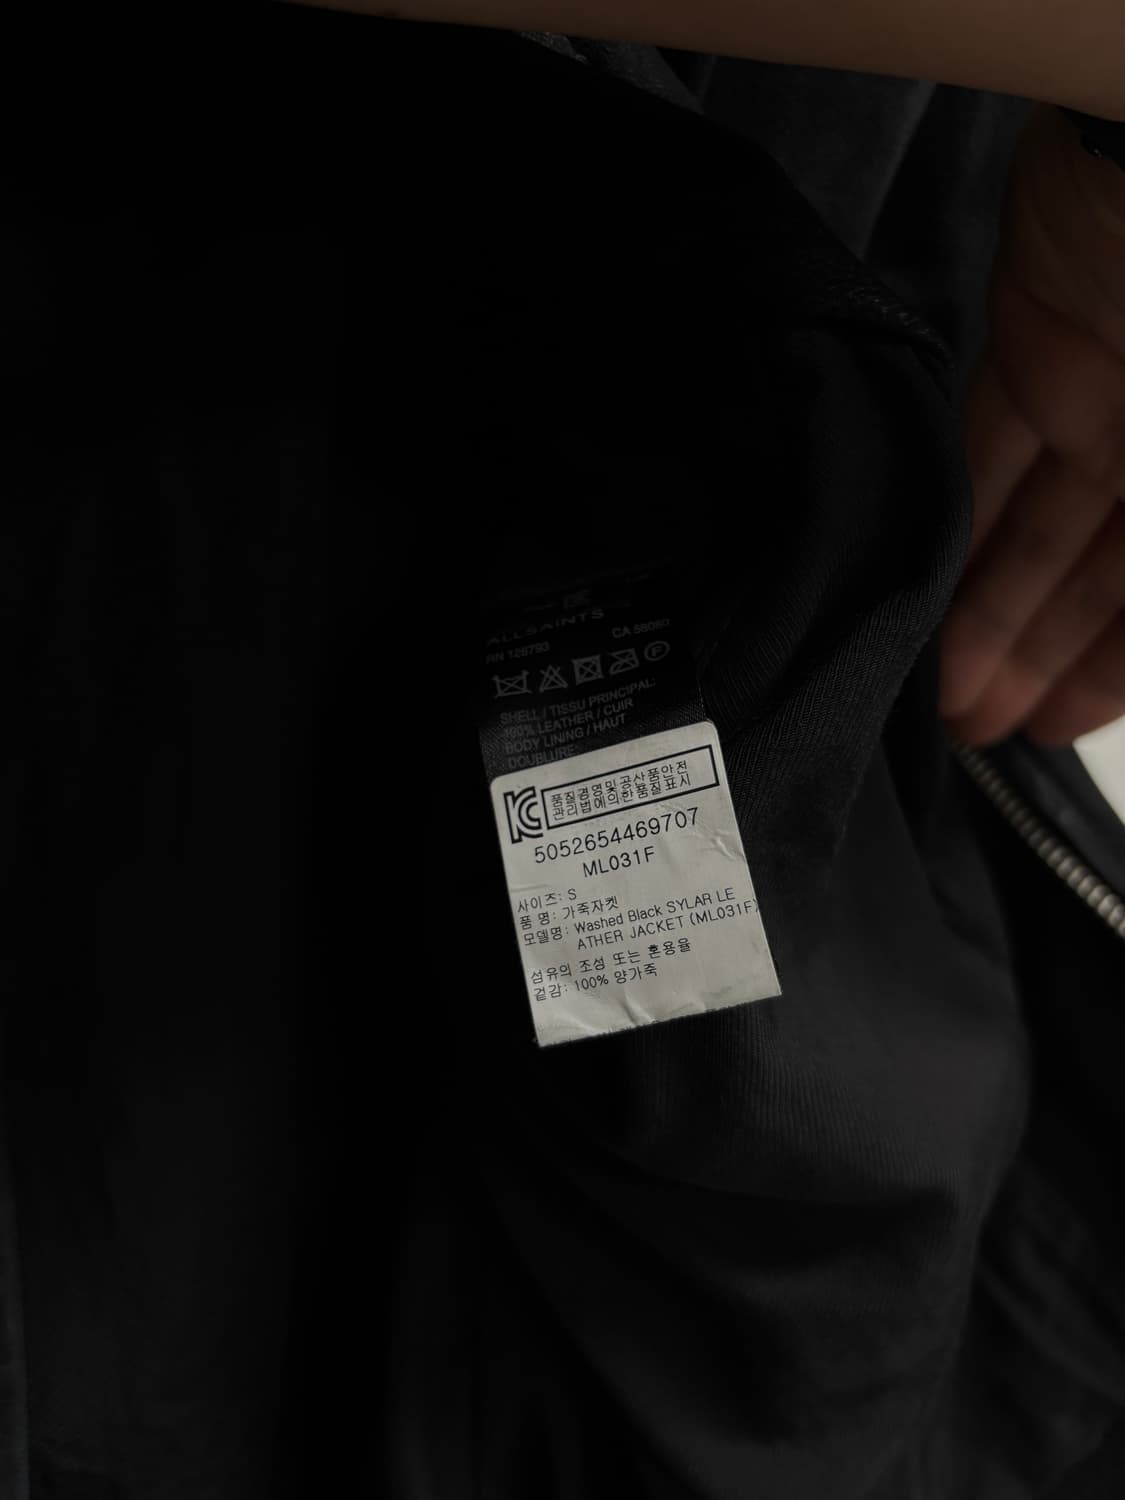 ALLSAINTS
RN 128793 CA 56080
F
SHELL / TISSU PRINCIPAL:
100% LEATHER / CUIR
BODY LINING / HAUT
DOUBLURE:
품질경영및공산품안전
관리법에의한품질표시
5052654469707
ML031F
사이즈: S
품 명: 가죽자켓
모델명: Washed Black SYLAR LE
ATHER JACKET (ML031F)
섬유의 조성 또는 혼용율
겉감: 100% 양가죽